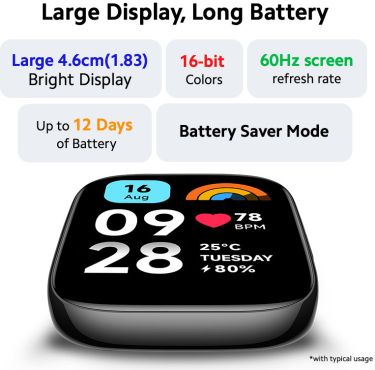 Large Display, Long Battery
Large 4.6cm(1.83)
Bright Display
16-bit
Colors
60Hz screen
refresh rate
Up to 12 Days
of Battery
Battery Saver Mode
16
Aug
09
28
78
BPM
25°C
TUESDAY
80%
*with typical usage